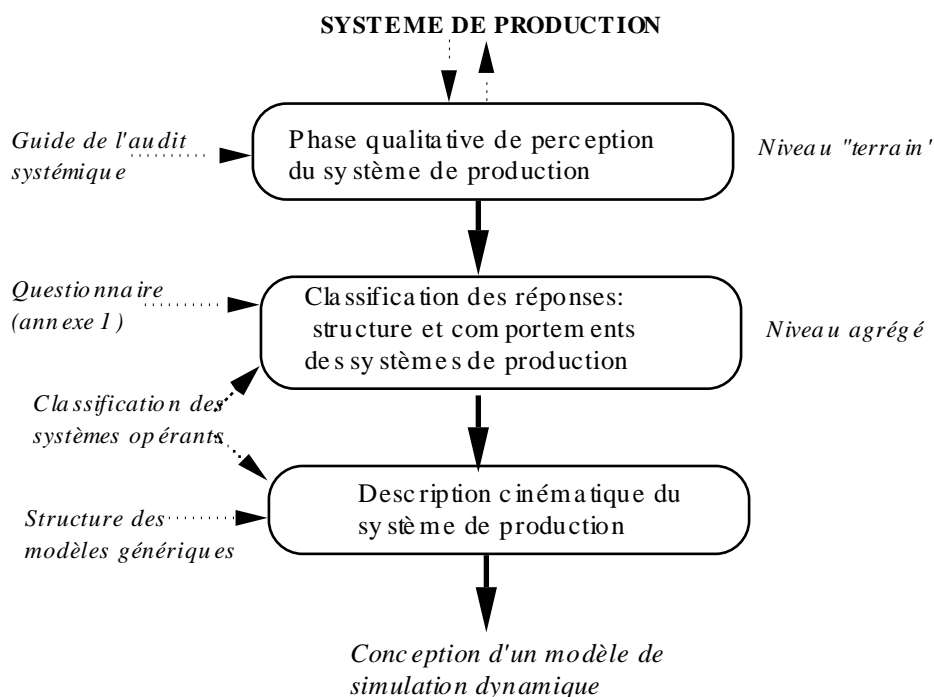 SYSTEME DE PRODUCTION
Guide de l'audit
systémique
Phase qualitative de perception
du système de production
Niveau "terrain"
Questionnaire
(annexe 1)
Classification des réponses:
structure et comportements
des systèmes de production
Niveau agrégé
Classification des
systèmes opérants
Description cinématique du
système de production
Structure des
modèles génériques
Conception d'un modèle de
simulation dynamique